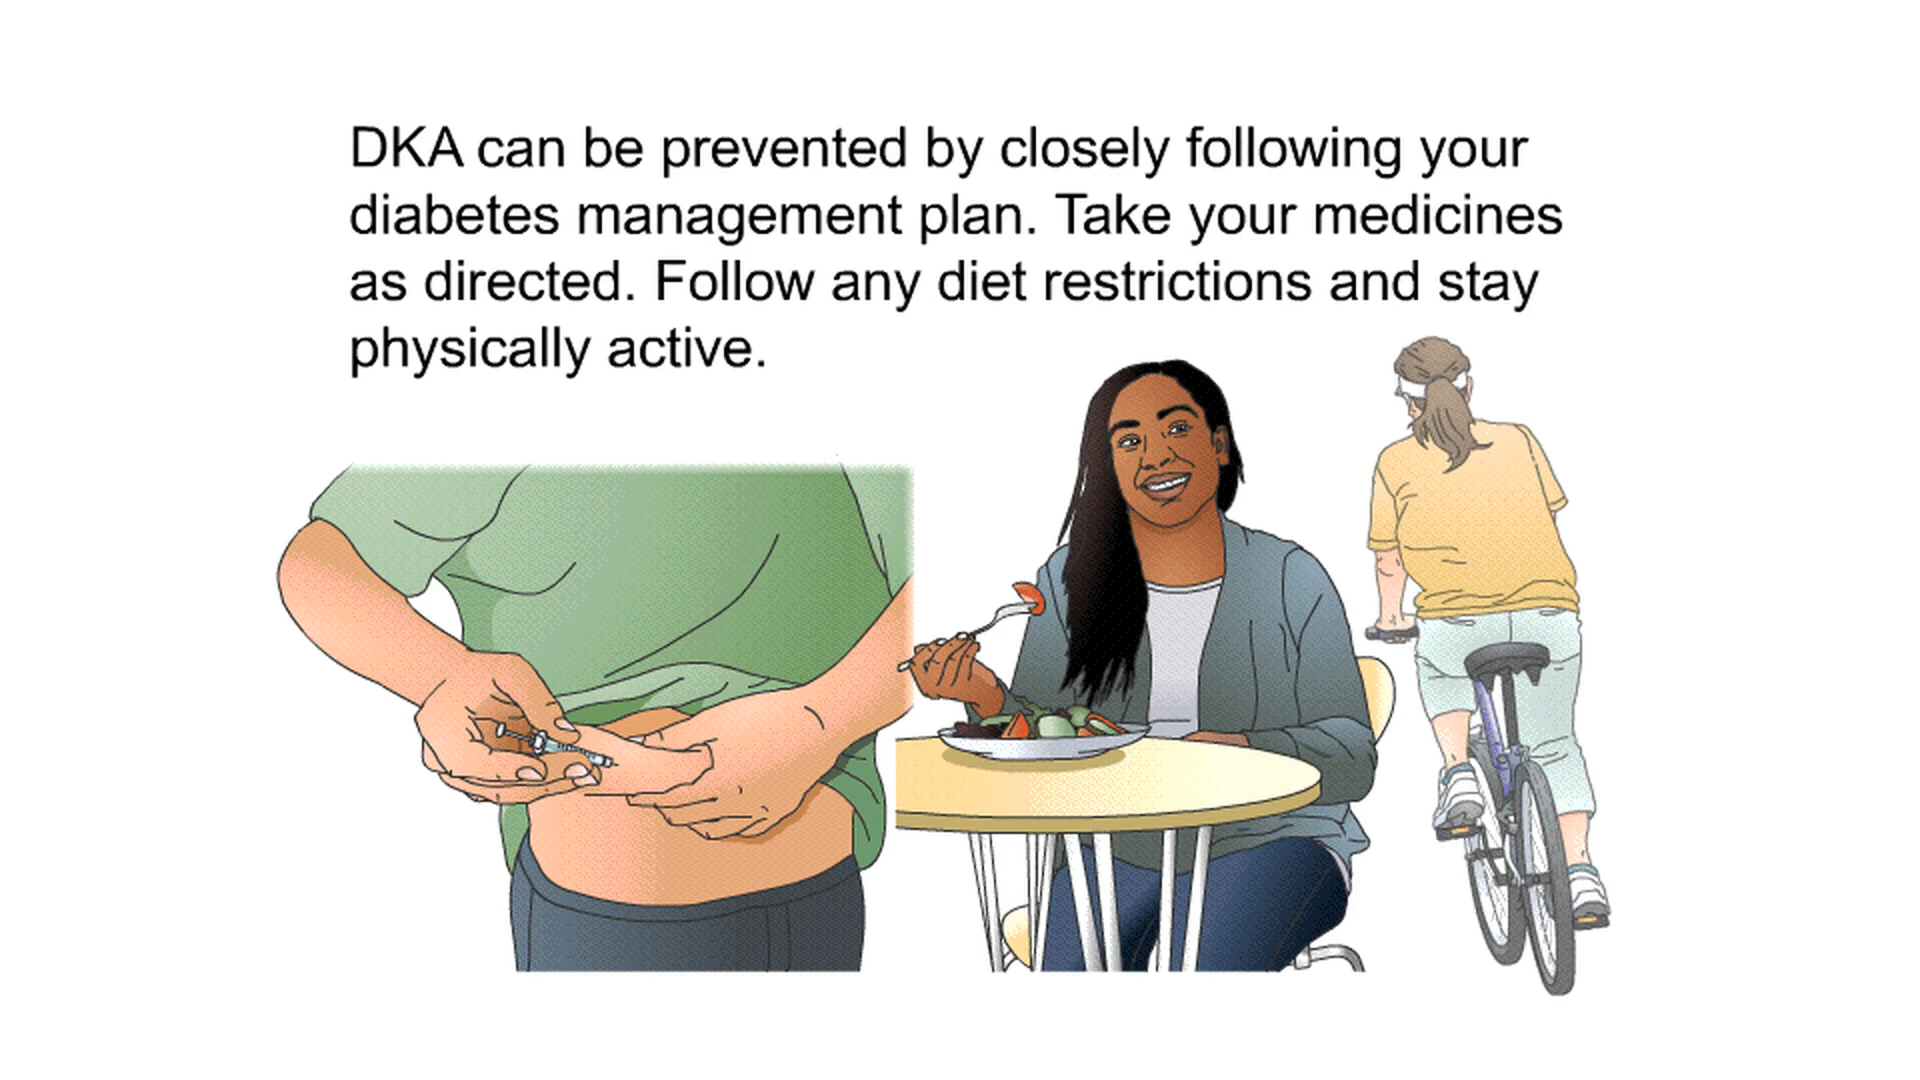 DKA can be prevented by closely following your
diabetes management plan. Take your medicines
as directed. Follow any diet restrictions and stay
physically active.